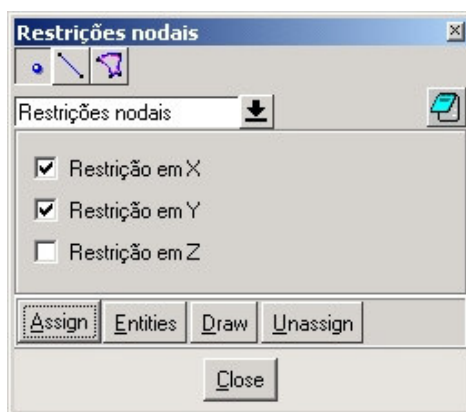 Restrições nodais
Restrições nodais
Restrição em X
Restrição em Y
Restrição em Z
Assign Entities Draw Unassign
Close